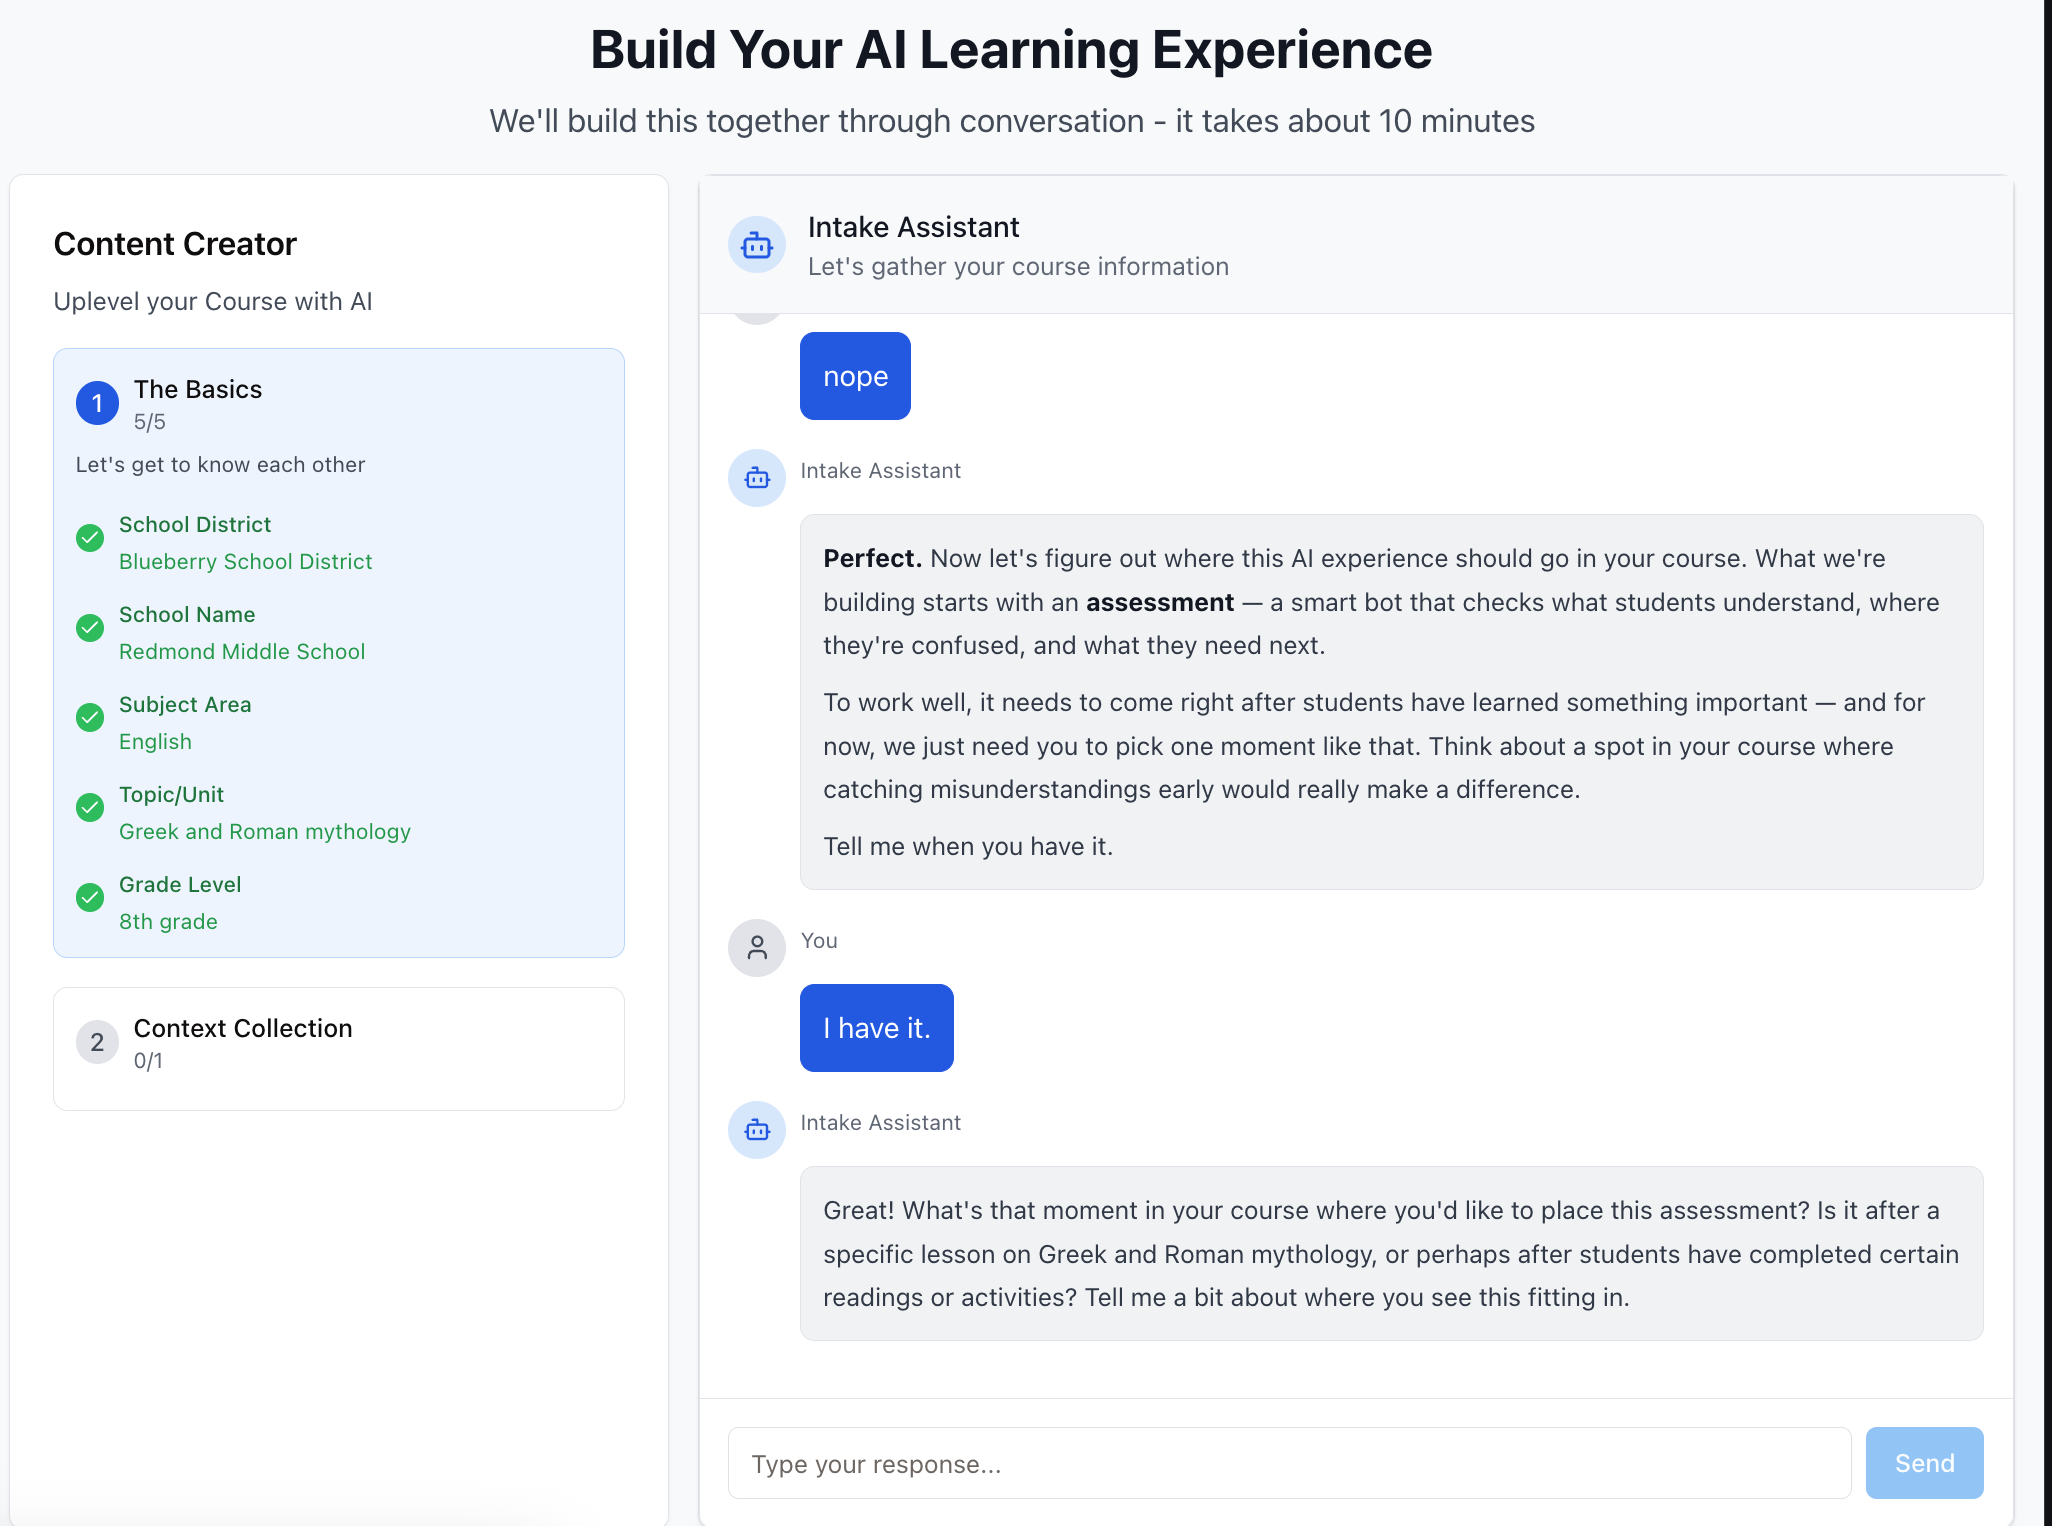 Build Your AI Learning Experience
We'll build this together through conversation - it takes about 10 minutes
Content Creator
Uplevel your Course with AI
1
The Basics
5/5
Let's get to know each other
School District
Blueberry School District
School Name
Redmond Middle School
Subject Area
English
Topic/Unit
Greek and Roman mythology
Grade Level
8th grade
2
Context Collection
0/1
Intake Assistant
Let's gather your course information
nope
Intake Assistant
Perfect. Now let's figure out where this AI experience should go in your course. What we're
building starts with an assessment — a smart bot that checks what students understand, where
they're confused, and what they need next.
To work well, it needs to come right after students have learned something important — and for
now, we just need you to pick one moment like that. Think about a spot in your course where
catching misunderstandings early would really make a difference.
Tell me when you have it.
You
I have it.
Intake Assistant
Great! What's that moment in your course where you'd like to place this assessment? Is it after a
specific lesson on Greek and Roman mythology, or perhaps after students have completed certain
readings or activities? Tell me a bit about where you see this fitting in.
Type your response...
Send